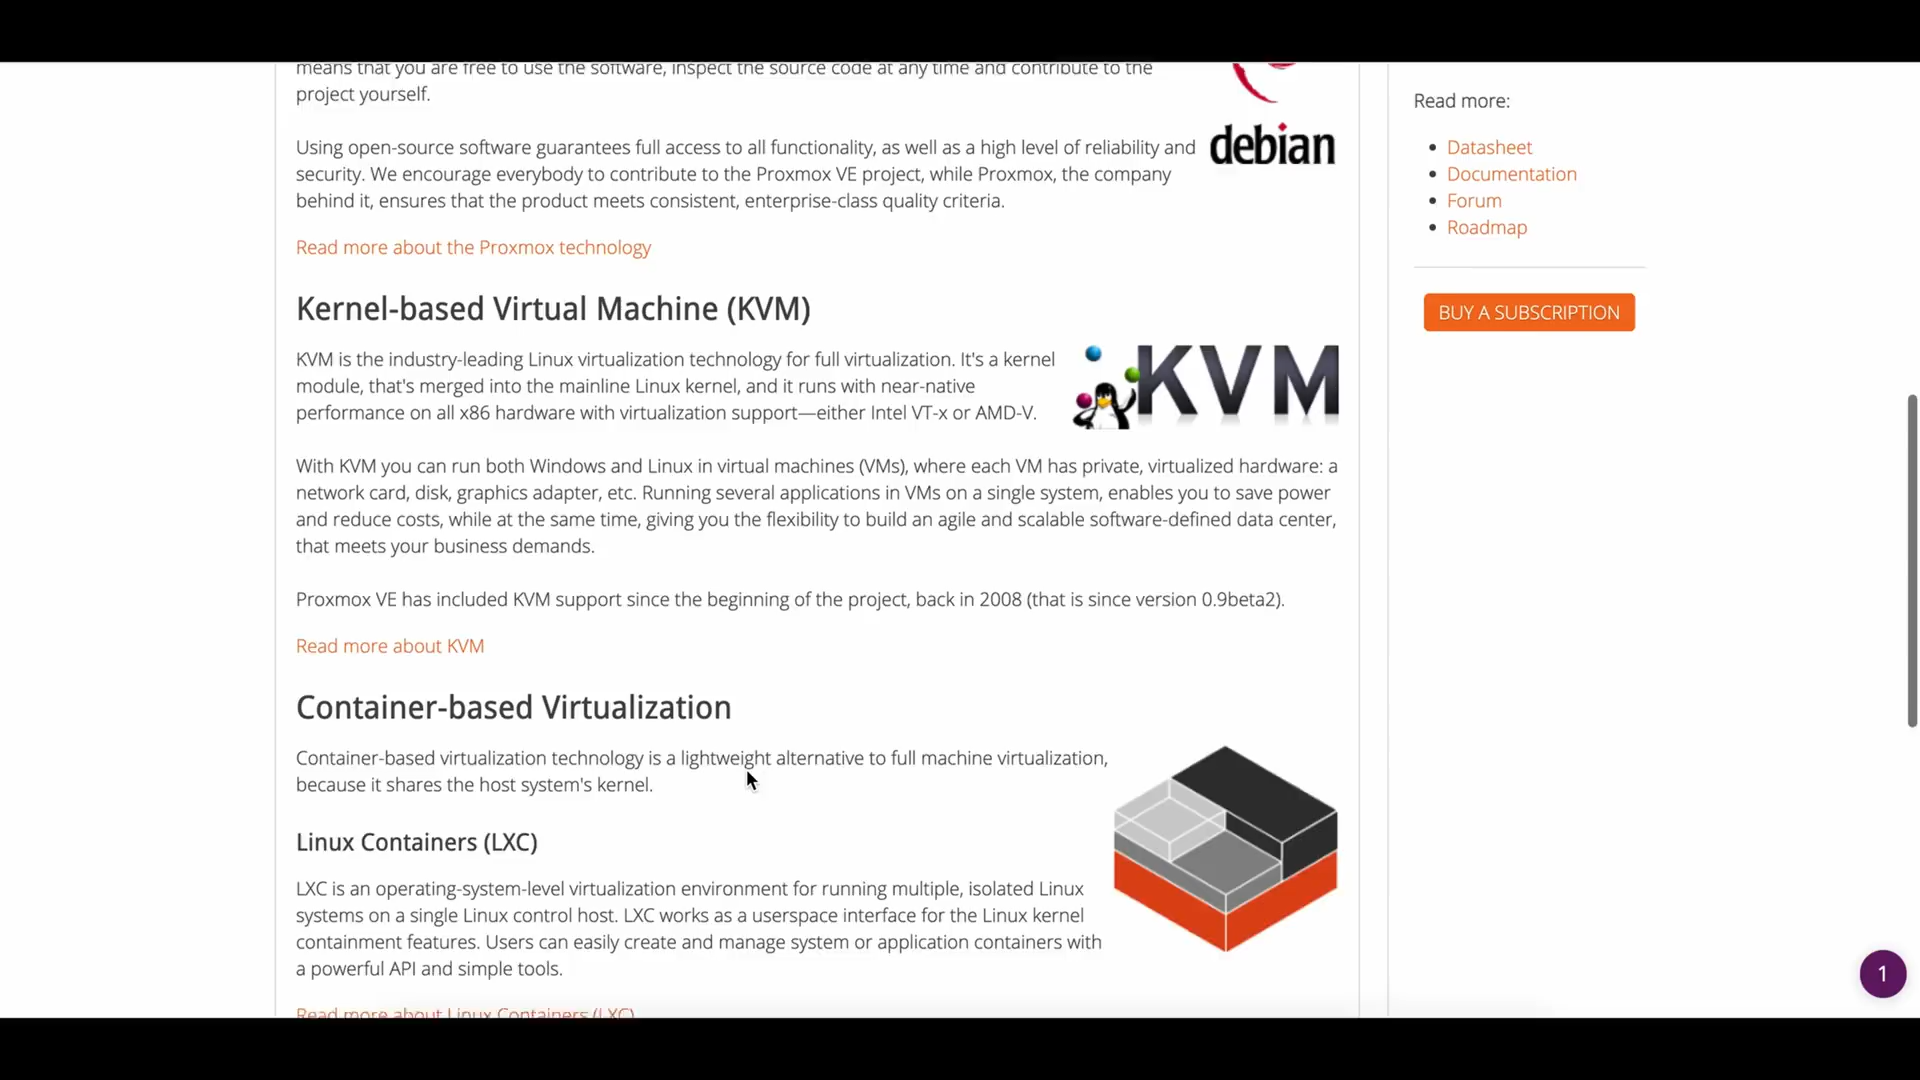 means that you are free to use the software, inspect the source code at any time and contribute to the
project yourself.
debian
Using open-source software guarantees full access to all functionality, as well as a high level of reliability and
security. We encourage everybody to contribute to the Proxmox VE project, while Proxmox, the company
behind it, ensures that the product meets consistent, enterprise-class quality criteria.
Read more about the Proxmox technology
Kernel-based Virtual Machine (KVM)
KVM is the industry-leading Linux virtualization technology for full virtualization. It's a kernel
module, that's merged into the mainline Linux kernel, and it runs with near-native
performance on all x86 hardware with virtualization support—either Intel VT-x or AMD-V.
KVM
With KVM you can run both Windows and Linux in virtual machines (VMs), where each VM has private, virtualized hardware: a
network card, disk, graphics adapter, etc. Running several applications in VMs on a single system, enables you to save power
and reduce costs, while at the same time, giving you the flexibility to build an agile and scalable software-defined data center,
that meets your business demands.
Proxmox VE has included KVM support since the beginning of the project, back in 2008 (that is since version 0.9beta2).
Read more about KVM
Container-based Virtualization
Container-based virtualization technology is a lightweight alternative to full machine virtualization,
because it shares the host system's kernel.
Linux Containers (LXC)
LXC is an operating-system-level virtualization environment for running multiple, isolated Linux
systems on a single Linux control host. LXC works as a userspace interface for the Linux kernel
containment features. Users can easily create and manage system or application containers with
a powerful API and simple tools.
Read more about Linux Containers (LXC)
Read more:
Datasheet
Documentation
Forum
Roadmap
BUY A SUBSCRIPTION
1